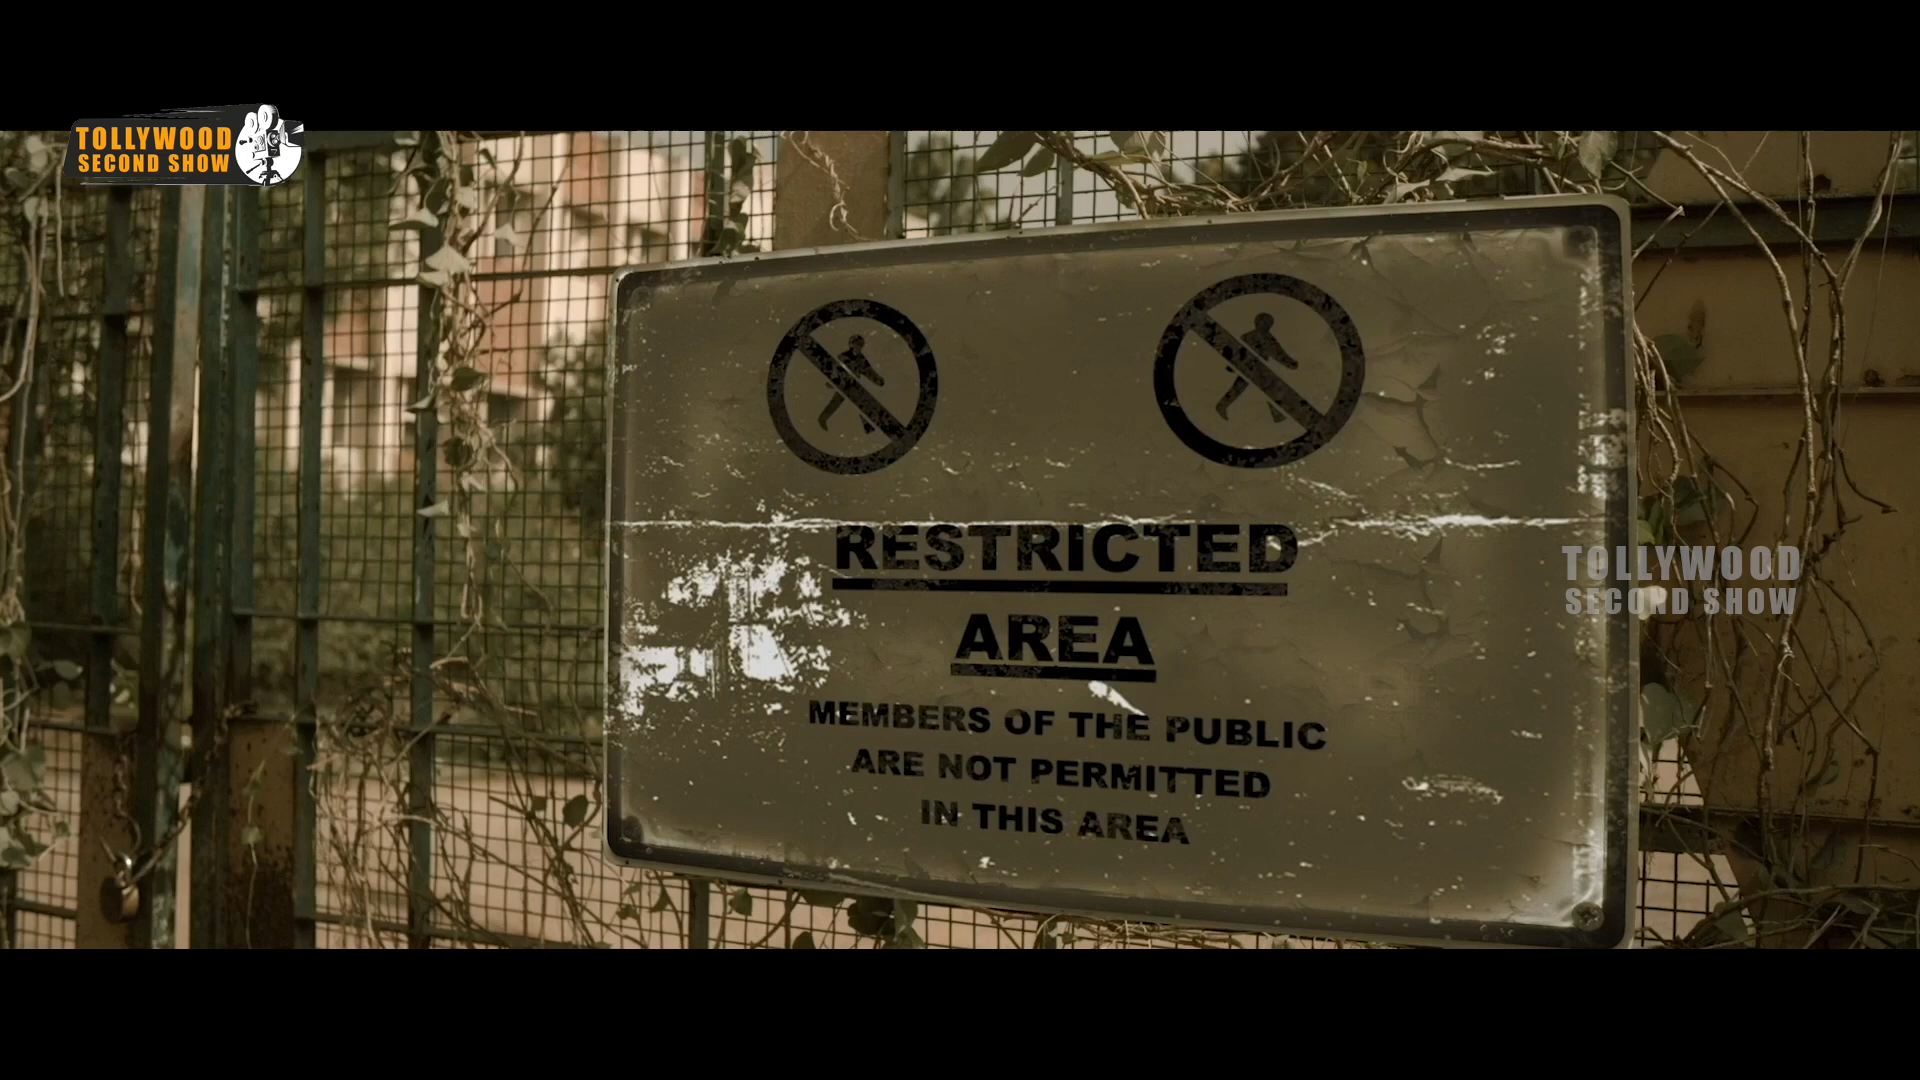 TOLLYWOOD
SECOND SHOW
RESTRICTED
AREA
MEMBERS OF THE PUBLIC
ARE NOT PERMITTED
IN THIS AREA
TOLLYWOOD
SECOND SHOW